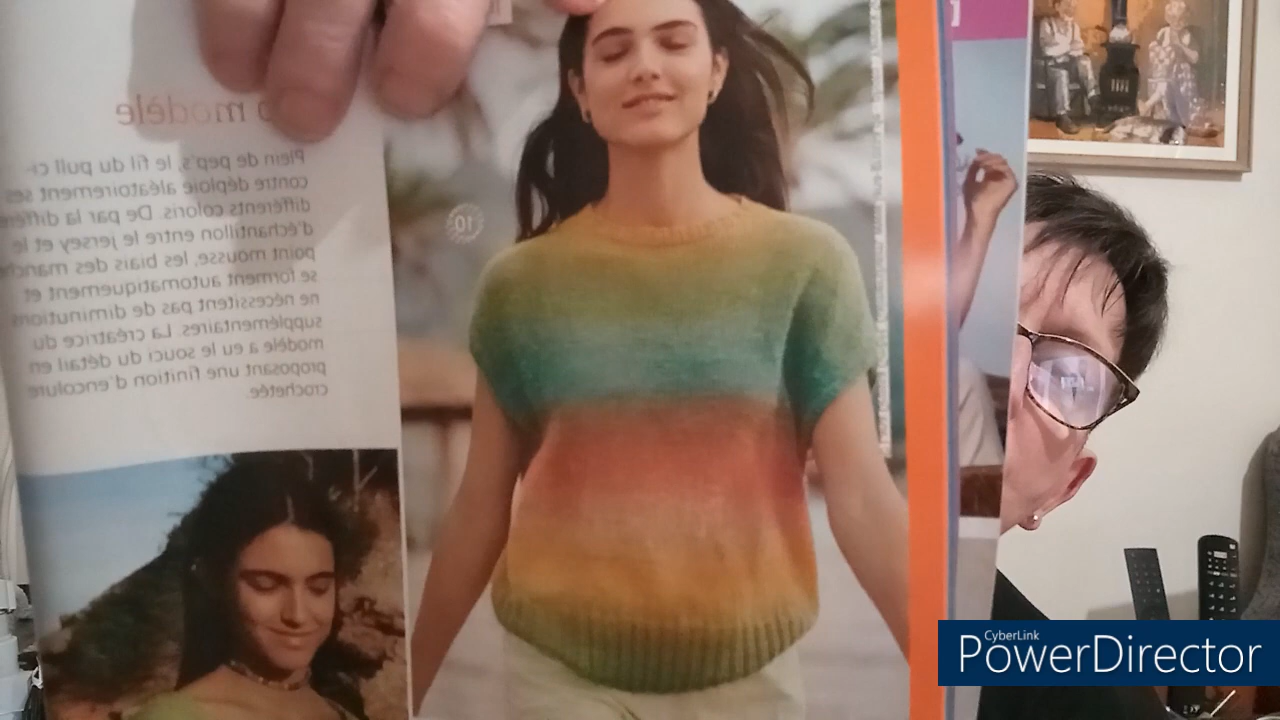 modèle
Plein de pep's, le fil du pull ci-
contre déploie aléatoirement ses
différents coloris. De par la différe
d'échantillon entre le jersey et le
point mousse, les biais des manch
se forment automatiquement et
ne nécessitent pas de diminutions
supplémentaires. La créatrice du
modèle a eu le souci du détail en
proposant une finition d'encolure
crochetée.
10
CyberLink
PowerDirector